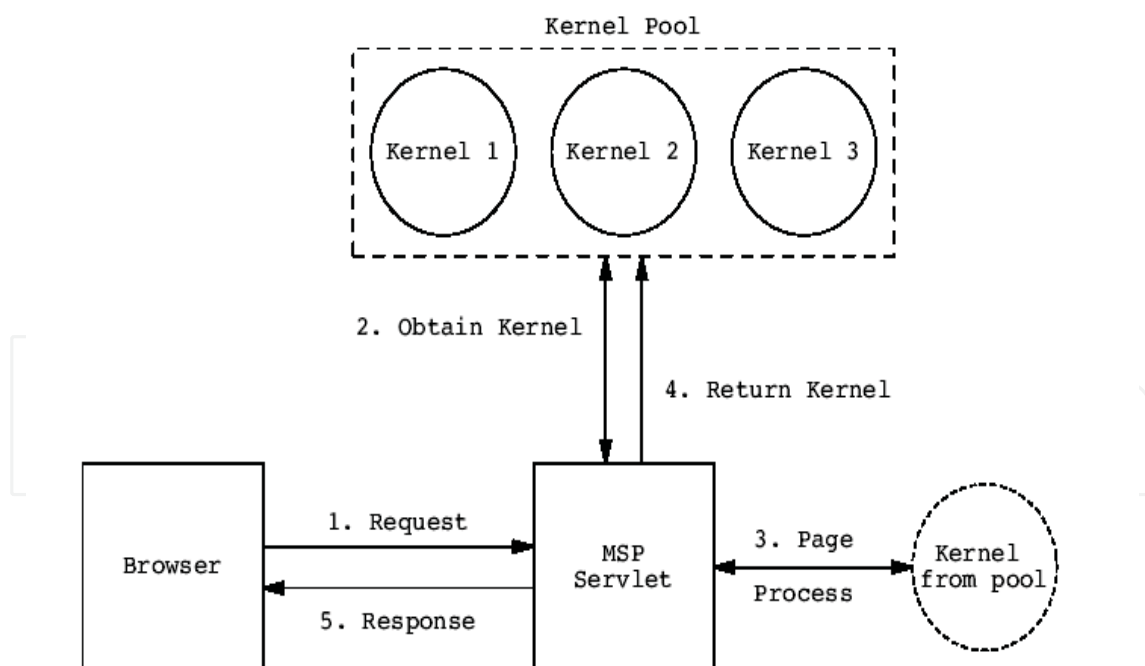 Kernel Pool
Kernel 1
Kernel 2
Kernel 3
2. Obtain Kernel
4. Return Kernel
1. Request
Browser
5. Response
MSP
Servlet
3. Page
Process
Kernel
from pool